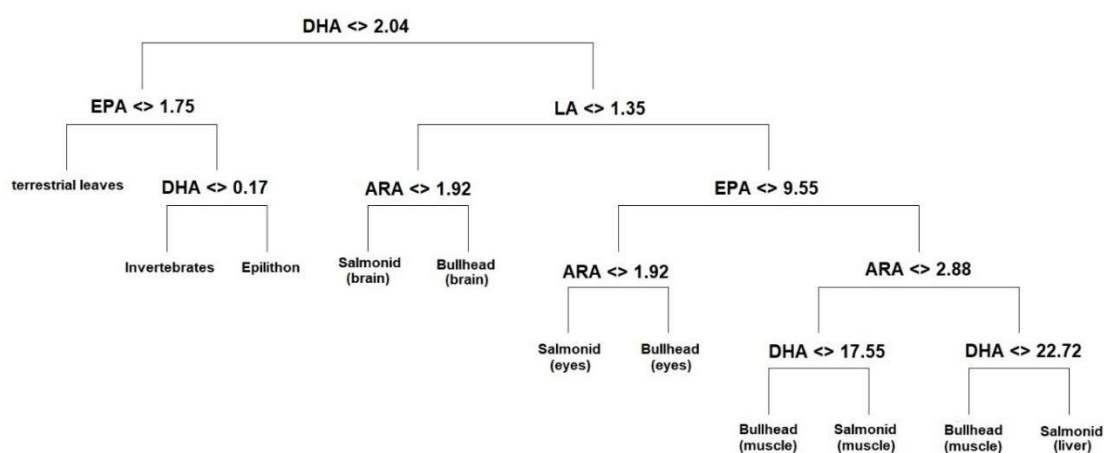 DHA <> 2.04
EPA <> 1.75
LA <> 1.35
terrestrial leaves
DHA <> 0.17
ARA <> 1.92
EPA <> 9.55
Invertebrates
Epilithon
Salmonid
(brain)
Bullhead
(brain)
ARA <> 1.92
ARA <> 2.88
Salmonid
(eyes)
Bullhead
(eyes)
DHA <> 17.55
DHA <> 22.72
Bullhead
(muscle)
Salmonid
(muscle)
Bullhead
(muscle)
Salmonid
(liver)